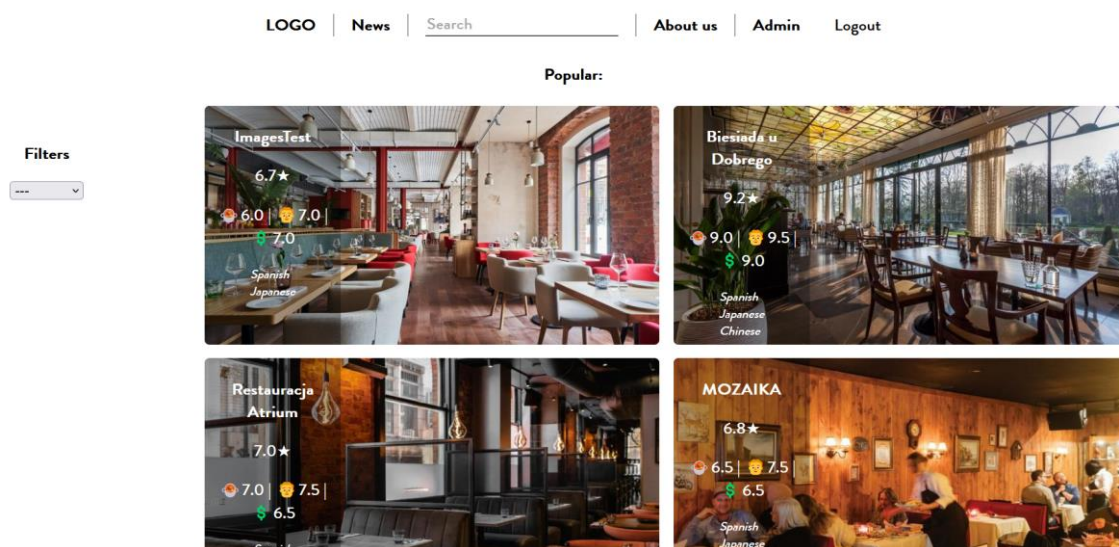 LOGO
News
Search
About us
Admin
Logout
Popular:
Filters
---
ImagesTest
6.7★
6.0 | 7.0 |
$ 7.0
Spanish
Japanese
Biesiada u
Dobrego
9.2★
9.0 | 9.5 |
$ 9.0
Spanish
Japanese
Chinese
Restauracja
Atrium
7.0★
7.0 | 7.5 |
$ 6.5
MOZAIKA
6.8★
6.5 | 7.5 |
$ 6.5
Spanish
Japanese